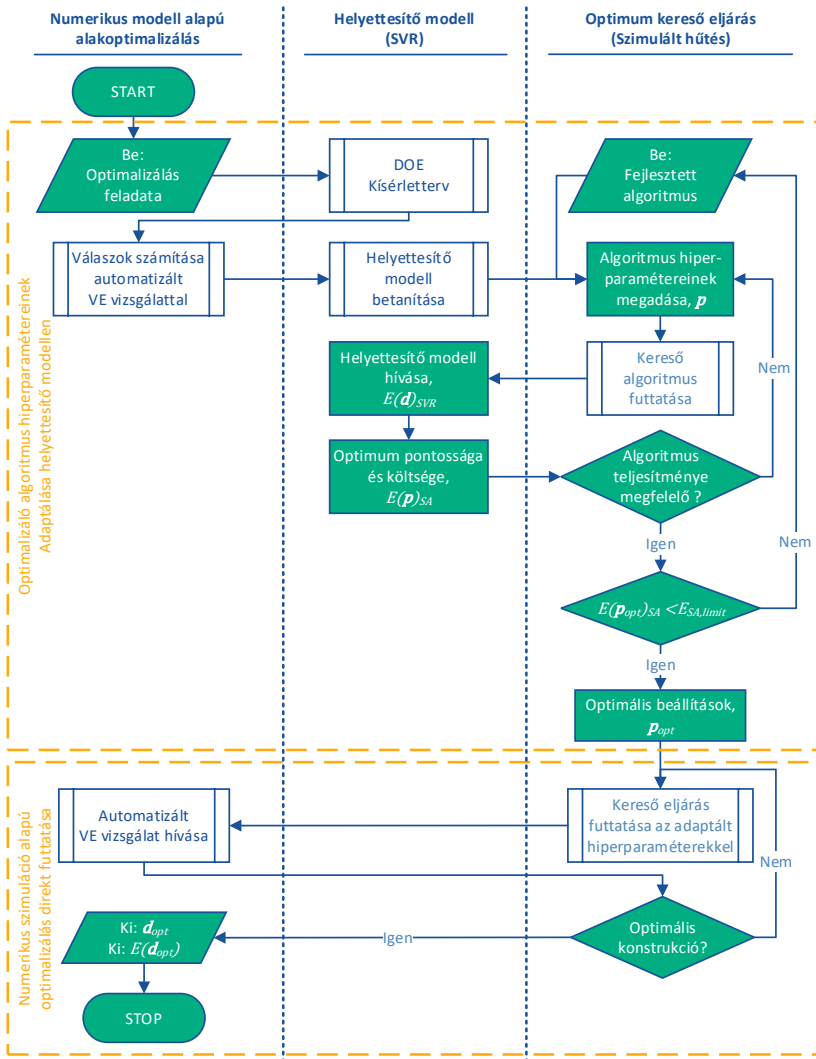 Numerikus modell alapú
alakoptimalizálás
Helyettesítő modell
(SVR)
Optimum kereső eljárás
(Szimulált hűtés)
START
Be:
Optimalizálás
feladata
DOE
Kísérletterv
Be:
Fejlesztett
algoritmus
Válaszok számítása
automatizált
VE vizsgálattal
Helyettesítő
modell
betanítása
Algoritmus hiper-
paramétereinek
megadása, p
Helyettesítő modell
hívása,
E(d)SVR
Kereső
algoritmus
futtatása
Nem
Optimum pontossága
és költsége,
E(p)SA
Algoritmus
teljesítménye
megfelelő ?
Igen
Nem
E(popt)SA <ESA,limit
Igen
Optimális beállítások,
popt
Optimalizáló algoritmus hiperparamétereinek
Adaptálása helyettesítő modellen
Automatizált
VE vizsgálat hívása
Kereső eljárás
futtatása az adaptált
hiperparaméterekkel
Nem
Ki: dopt
Ki: E(dopt)
Igen
Optimális
konstrukció?
STOP
Numerikus szimuláció alapú
optimalizálás direkt futtatása